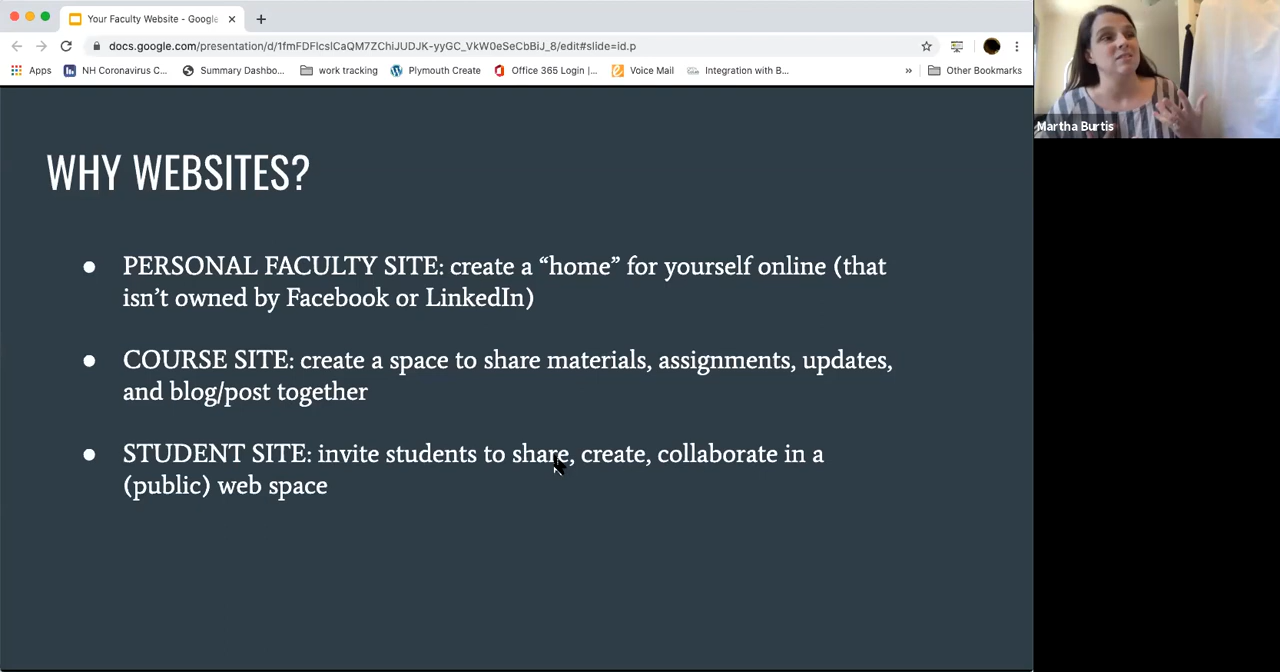 Your Faculty Website - Google
docs.google.com/presentation/d/1fmFDFlcslCaQM7ZChiJUDJK-yyGC_VkW0eSeCbBiJ_8/edit#slide=id.p
Apps NH Coronavirus C... Summary Dashbo... work tracking Plymouth Create Office 365 Login |... Voice Mail Integration with B... » Other Bookmarks
Martha Burtis
WHY WEBSITES?
● PERSONAL FACULTY SITE: create a “home” for yourself online (that
isn’t owned by Facebook or LinkedIn)
● COURSE SITE: create a space to share materials, assignments, updates,
and blog/post together
● STUDENT SITE: invite students to share, create, collaborate in a
(public) web space